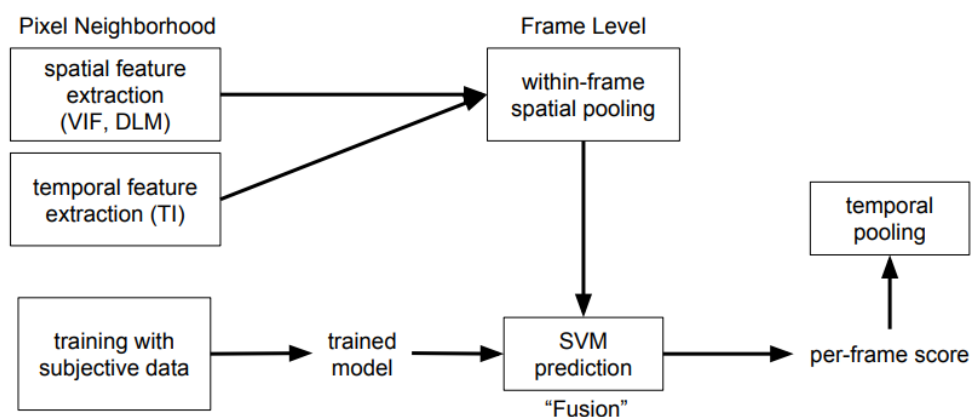 Pixel Neighborhood
spatial feature
extraction
(VIF, DLM)
temporal feature
extraction (TI)
Frame Level
within-frame
spatial pooling
temporal
pooling
training with
subjective data
trained
model
SVM
prediction
“Fusion”
per-frame score